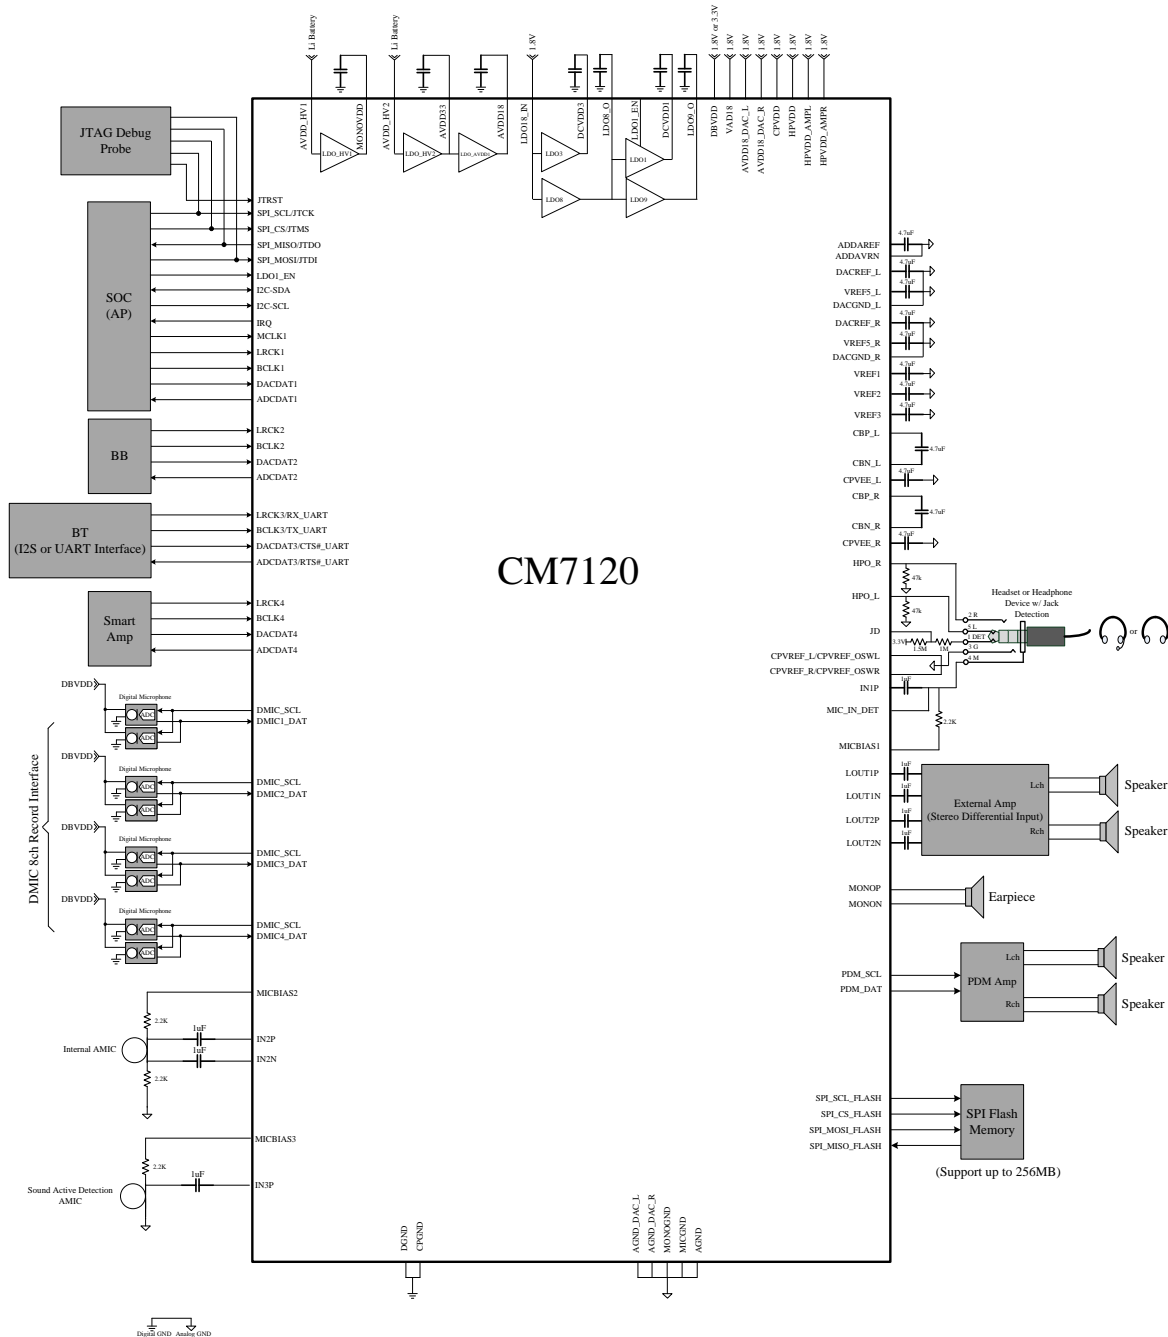 Li Battery
Li Battery
1.8V
1.8V or 3.3V
1.8V
1.8V
1.8V
1.8V
1.8V
1.8V
1.8V
AVDD_HV1
MONOVDD
AVDD_HV2
AVDD33
AVDD18
LDO18_IN
DCVDD3
LDO8_O
LDO1_EN
DCVDD1
LDO9_O
DBVDD
VAD18
AVDD18_DAC_L
AVDD18_DAC_R
CPVDD
HPVDD
HPVDD_AMPL
HPVDD_AMPR
LDO_HV1
LDO_HV2
LDO_AVDD1
LDO3
LDO1
LDO8
LDO9
JTAG Debug
Probe
SOC
(AP)
JTRST
SPI_SCL/JTCK
SPI_CS/JTMS
SPI_MISO/JTDO
SPI_MOSI/JTDI
LDO1_EN
I2C-SDA
I2C-SCL
IRQ
MCLK1
LRCK1
BCLK1
DACDAT1
ADCDAT1
BB
LRCK2
BCLK2
DACDAT2
ADCDAT2
BT
(I2S or UART Interface)
LRCK3/RX_UART
BCLK3/TX_UART
DACDAT3/CTS#_UART
ADCDAT3/RTS#_UART
Smart
Amp
LRCK4
BCLK4
DACDAT4
ADCDAT4
CM7120
DMIC 8ch Record Interface
DBVDD
Digital Microphone
ADC
ADC
DMIC_SCL
DMIC1_DAT
DBVDD
Digital Microphone
ADC
ADC
DMIC_SCL
DMIC2_DAT
DBVDD
Digital Microphone
ADC
ADC
DMIC_SCL
DMIC3_DAT
DBVDD
Digital Microphone
ADC
ADC
DMIC_SCL
DMIC4_DAT
MICBIAS2
2.2K
1uF
IN2P
Internal AMIC
1uF
IN2N
2.2K
MICBIAS3
2.2K
1uF
IN3P
Sound Active Detection
AMIC
ADDAREF
4.7uF
ADDAVRN
DACREF_L
4.7uF
VREF5_L
4.7uF
DACGND_L
DACREF_R
4.7uF
VREF5_R
4.7uF
DACGND_R
VREF1
4.7uF
VREF2
4.7uF
VREF3
4.7uF
CBP_L
4.7uF
CBN_L
CPVEE_L
4.7uF
CBP_R
4.7uF
CBN_R
CPVEE_R
4.7uF
HPO_R
47k
HPO_L
47k
Headset or Headphone
Device w/ Jack
Detection
2 R
5 L
1 DET
3 G
4 M
or
JD
3.3V
1.5M
1M
CPVREF_L/CPVREF_OSWL
CPVREF_R/CPVREF_OSWR
IN1P
1uF
MIC_IN_DET
2.2K
MICBIAS1
LOUT1P
1uF
LOUT1N
1uF
LOUT2P
1uF
LOUT2N
1uF
External Amp
(Stereo Differential Input)
Lch
Rch
Speaker
Speaker
MONOP
MONON
Earpiece
PDM_SCL
PDM_DAT
PDM Amp
Lch
Rch
Speaker
Speaker
SPI_SCL_FLASH
SPI_CS_FLASH
SPI_MOSI_FLASH
SPI_MISO_FLASH
SPI Flash
Memory
(Support up to 256MB)
DGND
CPGND
AGND_DAC_L
AGND_DAC_R
MONOGND
MICGND
AGND
Digital GND
Analog GND